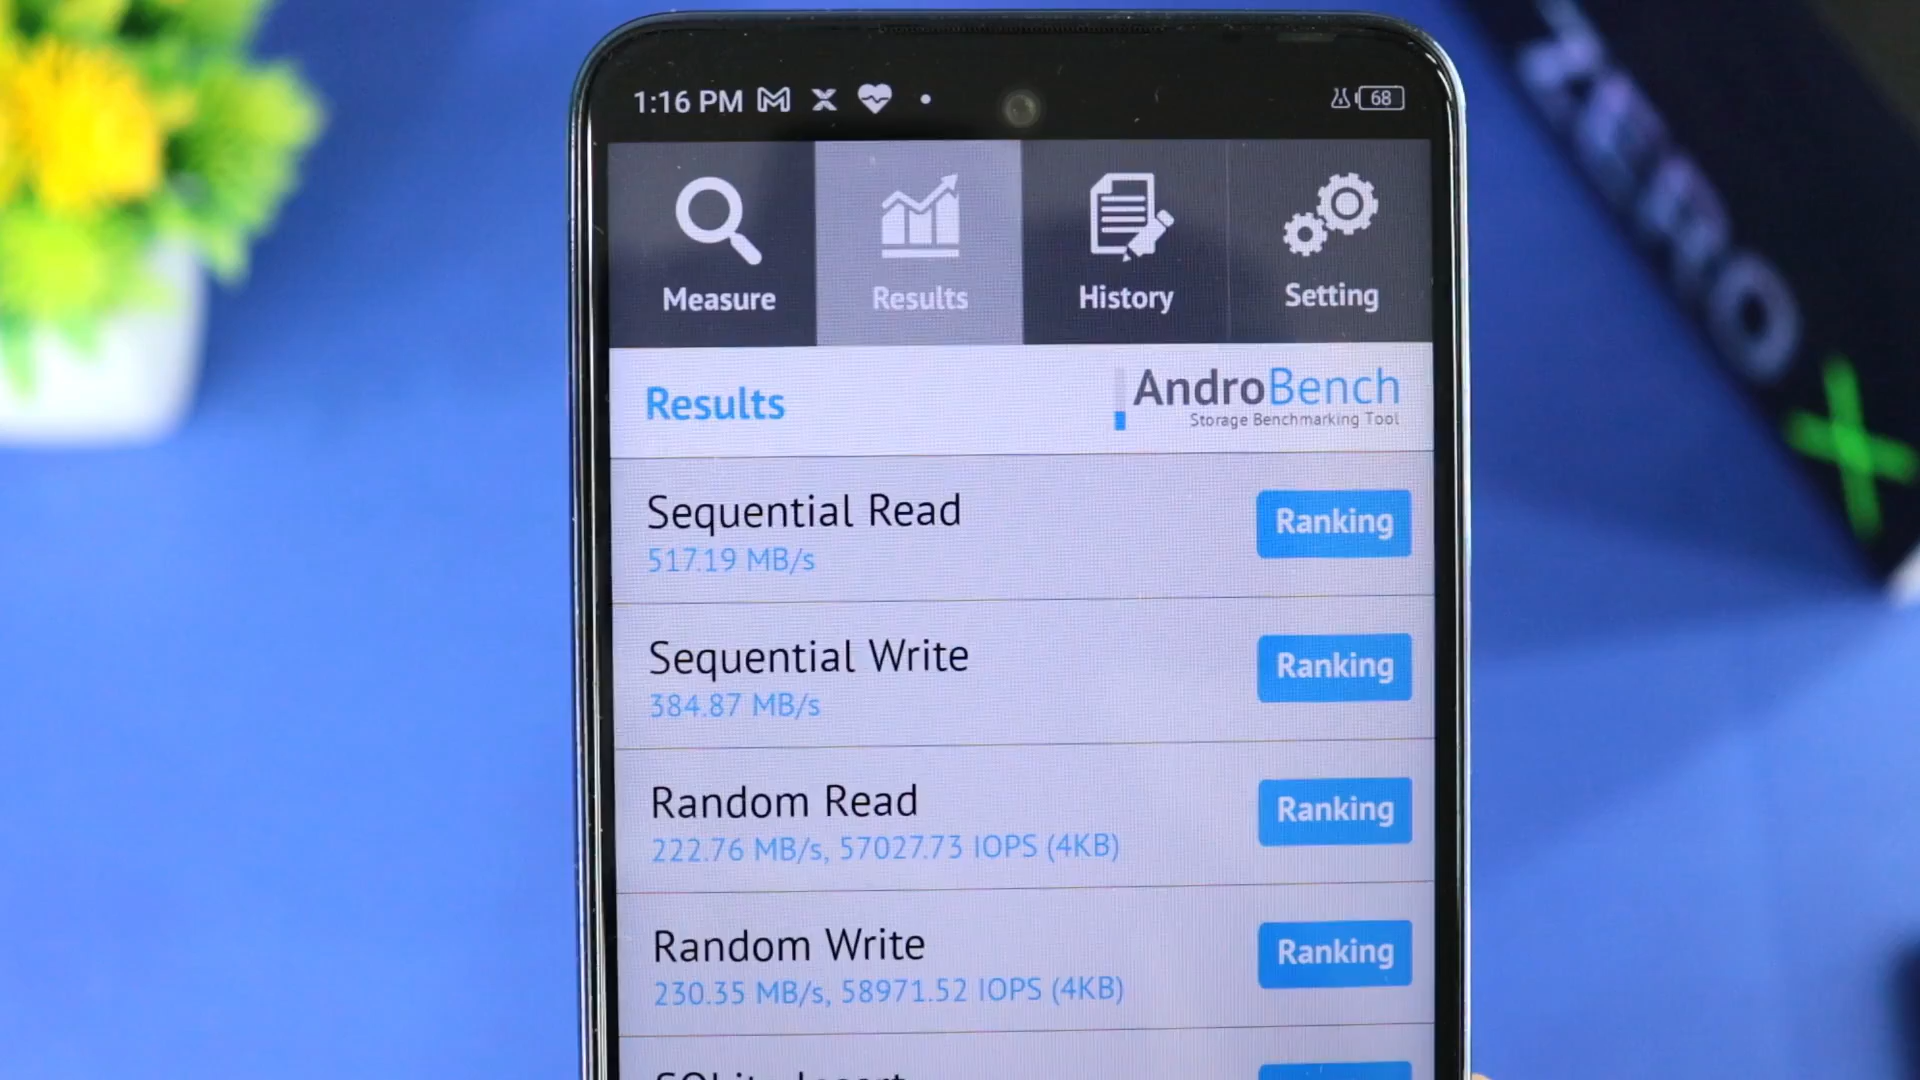 1:16 PM
68
Measure
Results
History
Setting
Results
AndroBench
Storage Benchmarking Tool
Sequential Read
Ranking
517.19 MB/s
Sequential Write
Ranking
384.87 MB/s
Random Read
Ranking
222.76 MB/s, 57027.73 IOPS (4KB)
Random Write
Ranking
230.35 MB/s, 58971.52 IOPS (4KB)
ZERO X